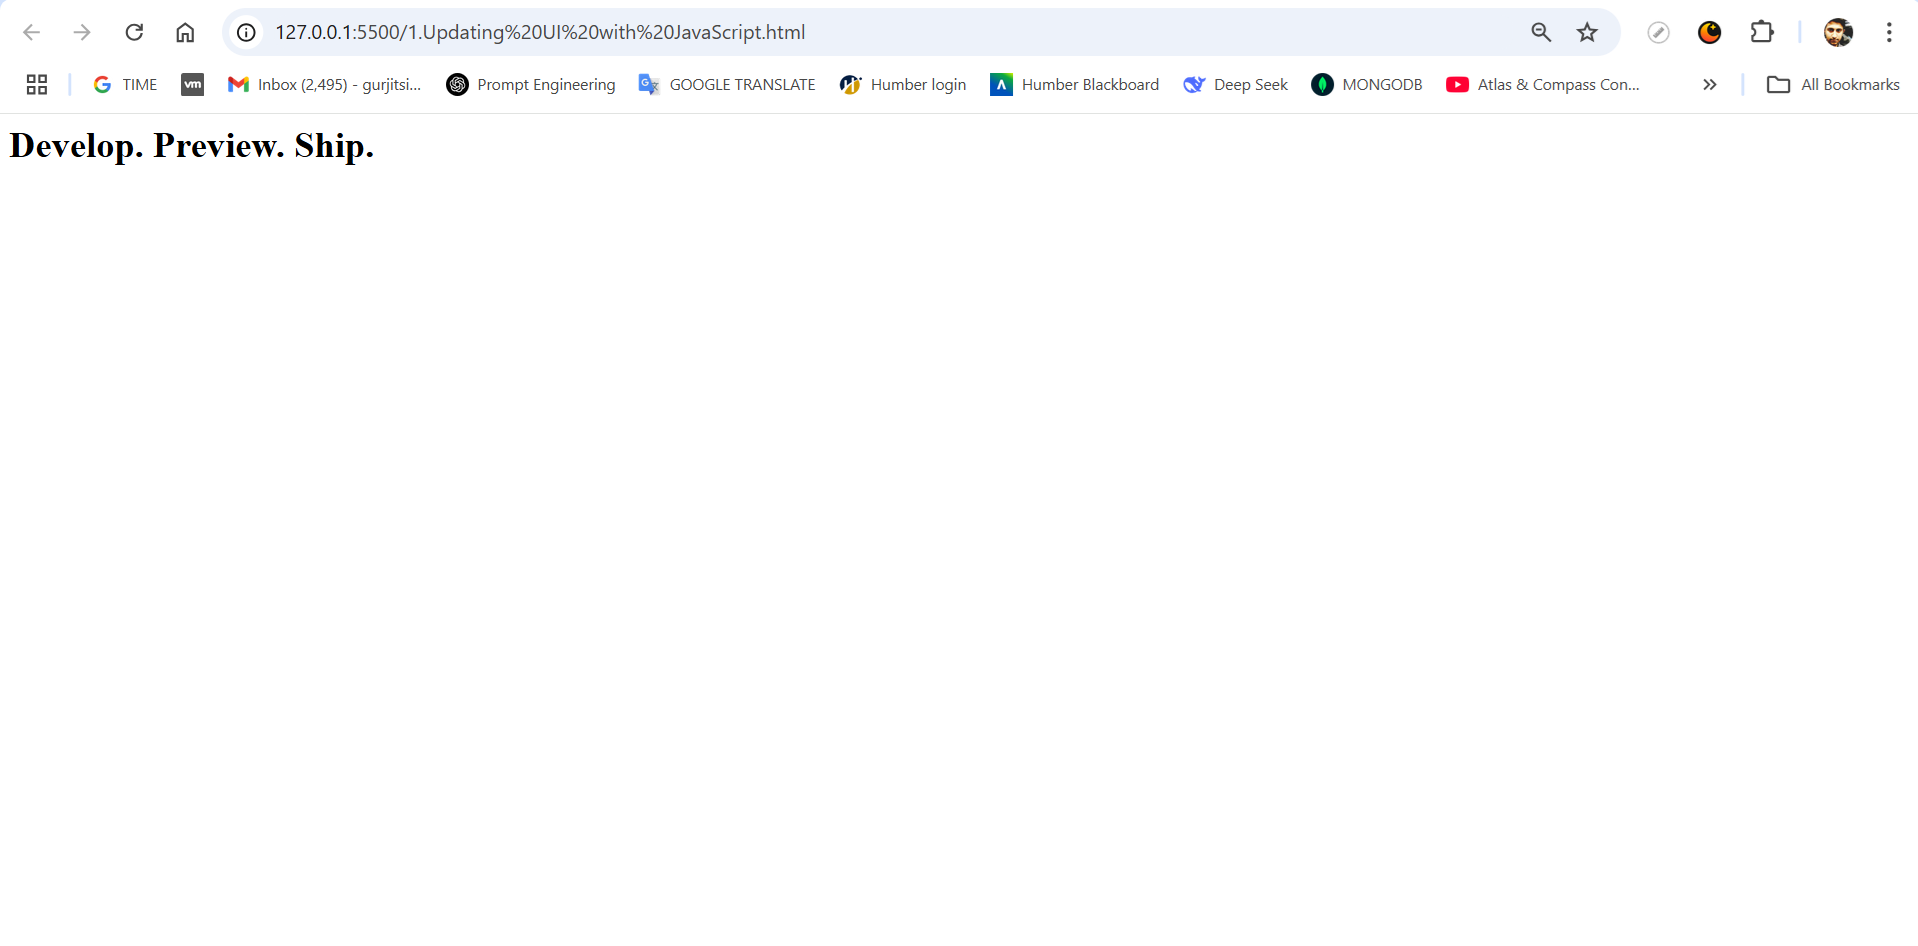 127.0.0.1:5500/1.Updating%20UI%20with%20JavaScript.html
TIME vm Inbox (2,495) - gurjitsi... Prompt Engineering GOOGLE TRANSLATE Humber login Humber Blackboard Deep Seek MONGODB Atlas & Compass Con... All Bookmarks
Develop. Preview. Ship.